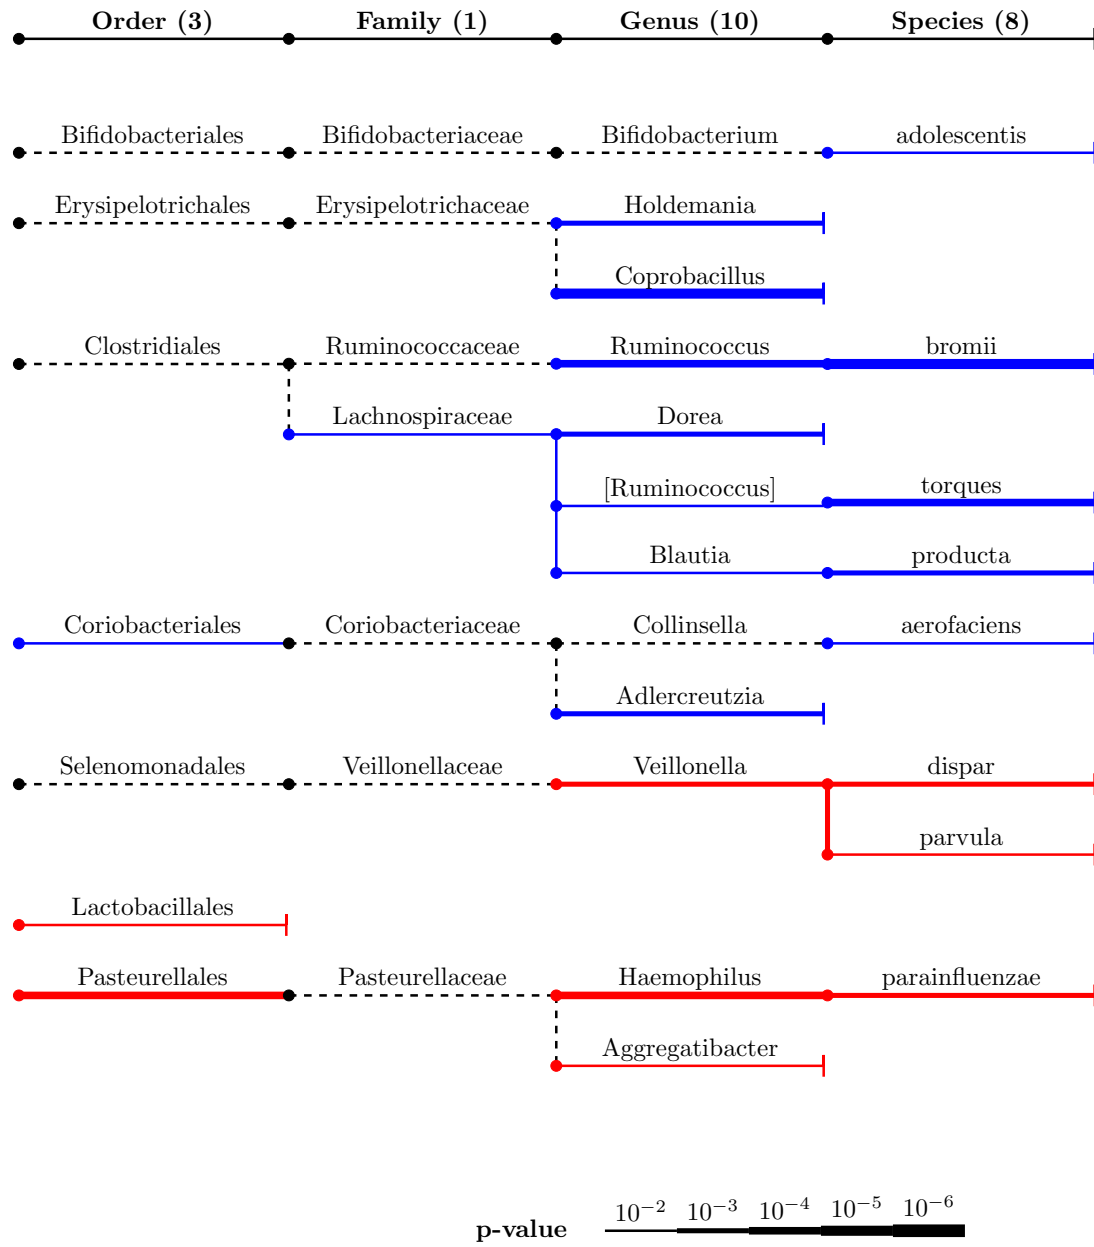 Order (3) Family (1) Genus (10) Species (8)
Bifidobacteriales Bifidobacteriaceae Bifidobacterium adolescentis
Erysipelotrichales Erysipelotrichaceae Holdemania
Coprobacillus
Clostridiales Ruminococcaceae Ruminococcus bromii
Lachnospiraceae Dorea
[Ruminococcus] torques
Blautia producta
Coriobacteriales Coriobacteriaceae Collinsella aerofaciens
Adlercreutzia
Selenomonadales Veillonellaceae Veillonella dispar
parvula
Lactobacillales
Pasteurellales Pasteurellaceae Haemophilus parainfluenzae
Aggregatibacter
p-value 10⁻² 10⁻³ 10⁻⁴ 10⁻⁵ 10⁻⁶